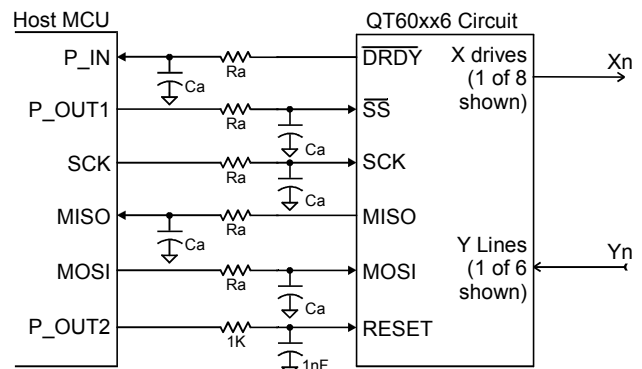 Host MCU
QT60xx6 Circuit
P_IN
Ra
Ca
DRDY
X drives
(1 of 8
shown)
Xn
P_OUT1
Ra
Ca
SS
SCK
Ra
Ca
SCK
MISO
Ra
Ca
MISO
Y Lines
(1 of 6
shown)
Yn
MOSI
Ra
Ca
MOSI
P_OUT2
1K
1nF
RESET